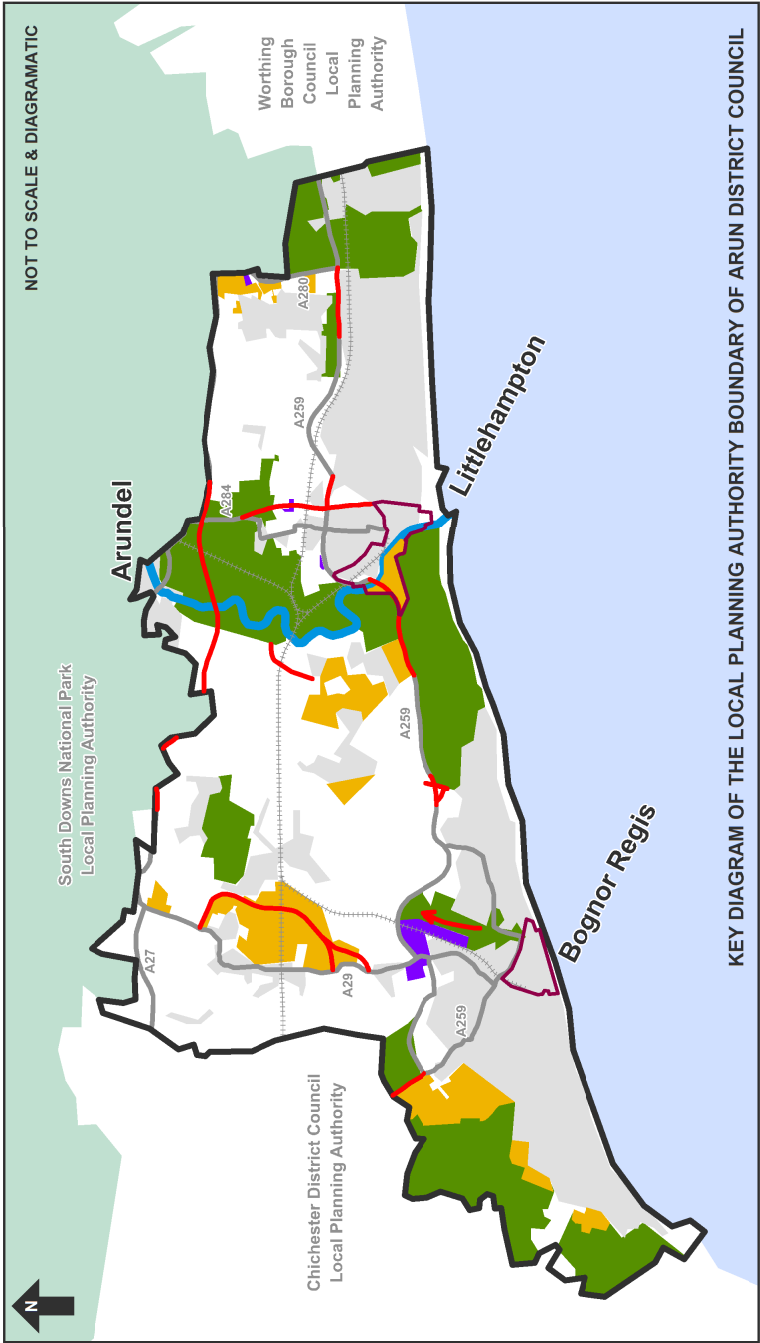 NOT TO SCALE & DIAGRAMATIC
Worthing
Borough
Council
Local
Planning
Authority
South Downs National Park
Local Planning Authority
Chichester District Council
Local Planning Authority
Arundel
Littlehampton
Bognor Regis
A280
A259
A284
A259
A27
A29
A259
N
KEY DIAGRAM OF THE LOCAL PLANNING AUTHORITY BOUNDARY OF ARUN DISTRICT COUNCIL